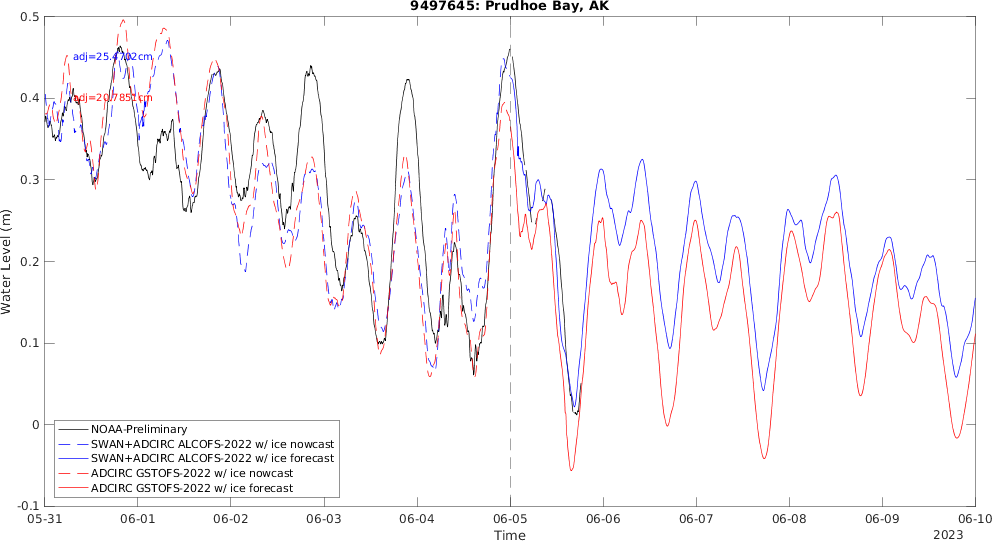 9497645: Prudhoe Bay, AK
0.5
0.4
0.3
0.2
0.1
0
-0.1
Water Level (m)
adj=25.4702cm
adj=20.7851cm
NOAA-Preliminary
SWAN+ADCIRC ALCOFS-2022 w/ ice nowcast
SWAN+ADCIRC ALCOFS-2022 w/ ice forecast
ADCIRC GSTOFS-2022 w/ ice nowcast
ADCIRC GSTOFS-2022 w/ ice forecast
05-31 06-01 06-02 06-03 06-04 06-05 06-06 06-07 06-08 06-09 06-10
Time
2023